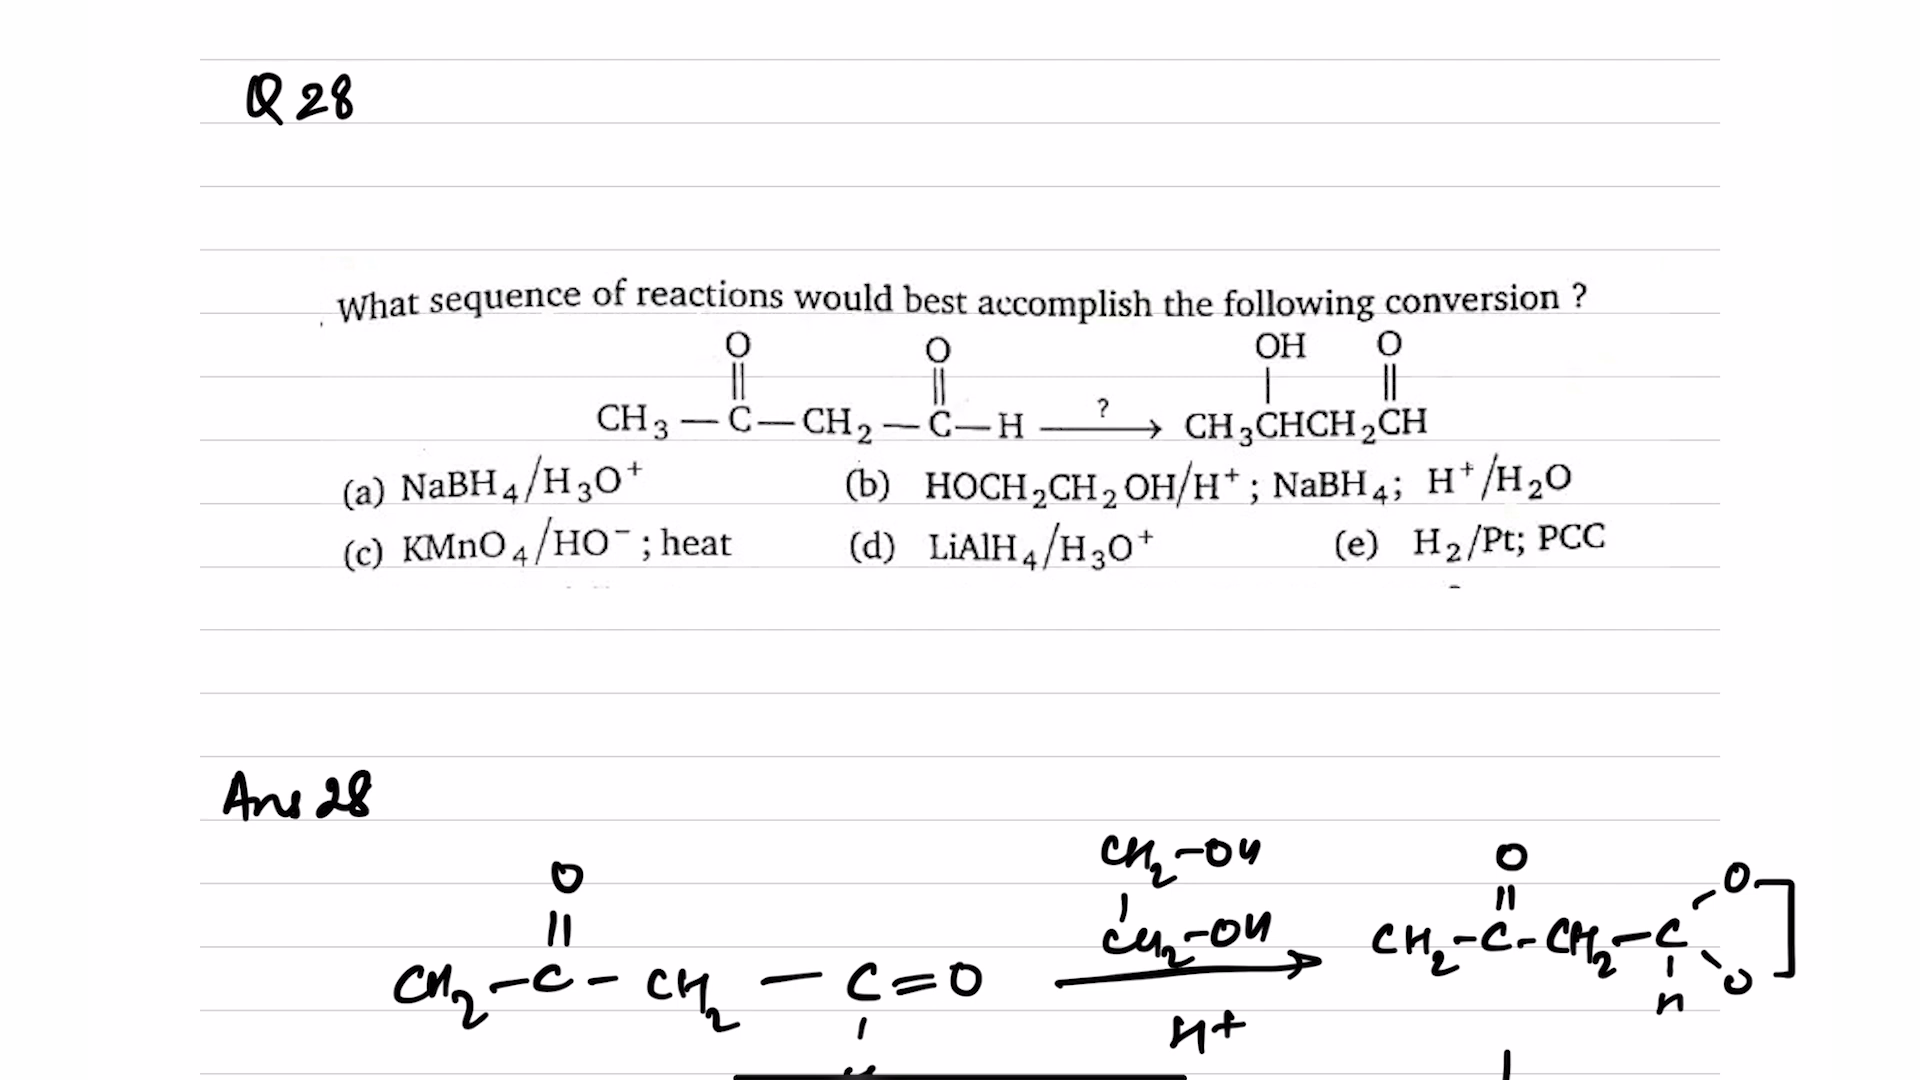 Q 28
What sequence of reactions would best accomplish the following conversion ?
O O OH O
CH₃ — C — CH₂ — C — H ⟶ CH₃CHCH₂CH
?
(a) NaBH₄/H₃O⁺ (b) HOCH₂CH₂OH/H⁺ ; NaBH₄; H⁺/H₂O
(c) KMnO₄/HO⁻ ; heat (d) LiAlH₄/H₃O⁺ (e) H₂/Pt; PCC
Ans 28
CH₂-OH
O O
CH₂-OH O
CH₂-C-CH₂-C=O ⟶ CH₂-C-CH₂-C
H⁺ H O